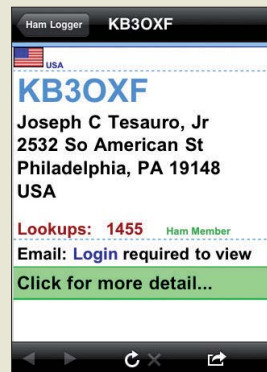 Ham Logger
KB3OXF
USA
KB3OXF
Joseph C Tesauro, Jr
2532 So American St
Philadelphia, PA 19148
USA
Lookups: 1455 Ham Member
Email: Login required to view
Click for more detail...